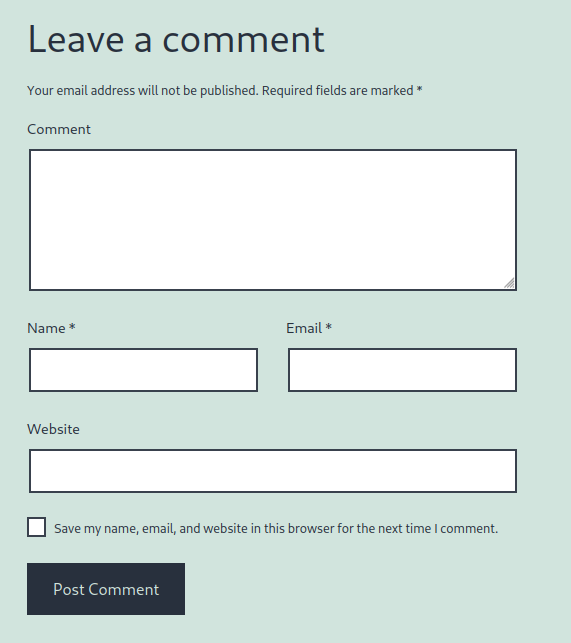 Leave a comment
Your email address will not be published. Required fields are marked *
Comment
Name * Email *
Website
Save my name, email, and website in this browser for the next time I comment.
Post Comment